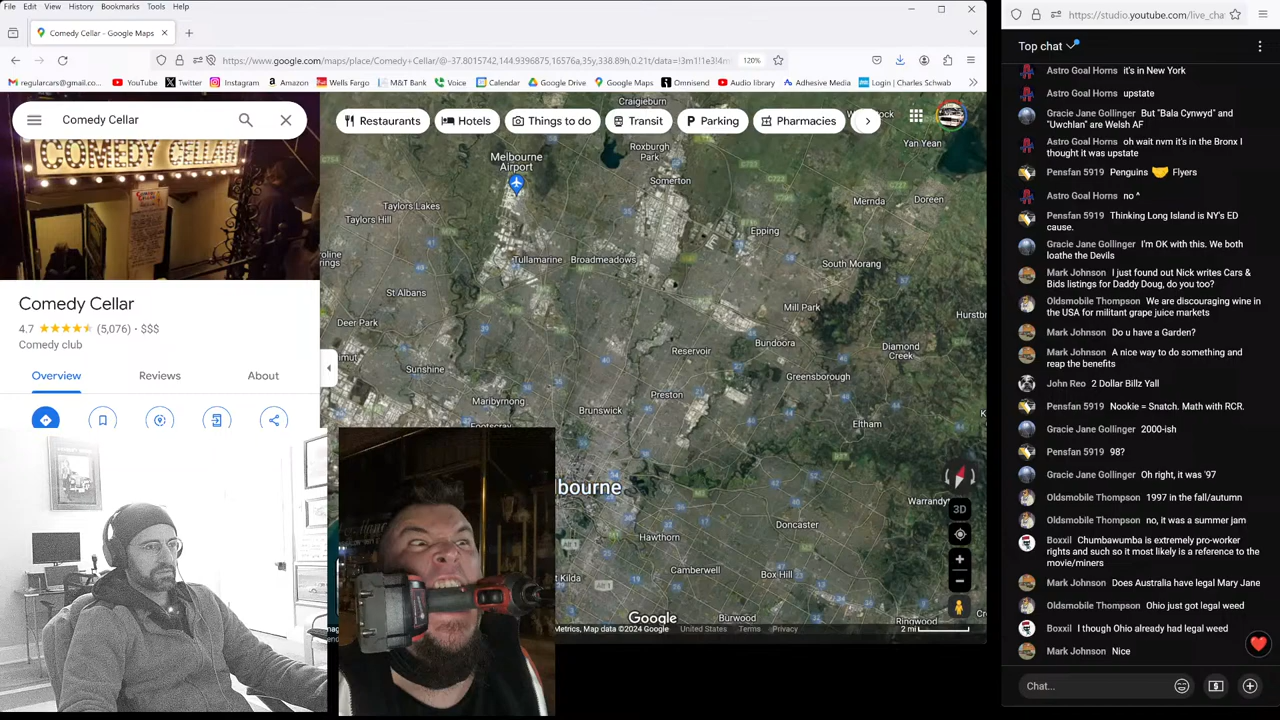 File Edit View History Bookmarks Tools Help
Comedy Cellar - Google Maps
https://www.google.com/maps/place/Comedy+Cellar/@-37.8015742,144.9396875,16576a,35y,338.89h,0.21t/data=!3m1!1e3!4m
120%
regularcars@gmail.co... YouTube Twitter Instagram Amazon Wells Fargo M&T Bank Voice Calendar Google Drive Google Maps Omnisend Audio library Adhesive Media Login | Charles Schwab
Comedy Cellar
COMEDY CELLAR
Comedy Cellar
4.7 (5,076) · $$$
Comedy club
Overview Reviews About
Restaurants Hotels Things to do Transit Parking Pharmacies
Craigieburn
Roxburgh Park
Yan Yean
Melbourne Airport
Somerton
Mernda
Doreen
Taylors Lakes
Taylors Hill
Epping
Tullamarine
Broadmeadows
South Morang
St Albans
Mill Park
Deer Park
Reservoir
Bundoora
Diamond Creek
Sunshine
Greensborough
Preston
Maribyrnong
Brunswick
Footscray
Eltham
bourne
Warrandyt
Doncaster
Hawthorn
Alt 1
Camberwell
Box Hill
Kilda
Alt 1
Burwood
Ringwood
3D
Google
Metrics, Map data ©2024 Google United States Terms Privacy 2 mi
https://studio.youtube.com/live_cha
Top chat
Astro Goal Horns it's in New York
Astro Goal Horns upstate
Gracie Jane Gollinger But "Bala Cynwyd" and
"Uwchlan" are Welsh AF
Astro Goal Horns oh wait nvm it's in the Bronx I
thought it was upstate
Pensfan 5919 Penguins 🤝 Flyers
Astro Goal Horns no ^
Pensfan 5919 Thinking Long Island is NY's ED
cause.
Gracie Jane Gollinger I'm OK with this. We both
loathe the Devils
Mark Johnson I just found out Nick writes Cars &
Bids listings for Daddy Doug, do you too?
Oldsmobile Thompson We are discouraging wine in
the USA for militant grape juice markets
Mark Johnson Do u have a Garden?
Mark Johnson A nice way to do something and
reap the benefits
John Reo 2 Dollar Billz Yall
Pensfan 5919 Nookie = Snatch. Math with RCR.
Gracie Jane Gollinger 2000-ish
Pensfan 5919 98?
Gracie Jane Gollinger Oh right, it was '97
Oldsmobile Thompson 1997 in the fall/autumn
Oldsmobile Thompson no, it was a summer jam
Boxxil Chumbawumba is extremely pro-worker
rights and such so it most likely is a reference to the
movie/miners
Mark Johnson Does Australia have legal Mary Jane
Oldsmobile Thompson Ohio just got legal weed
Boxxil I though Ohio already had legal weed
Mark Johnson Nice
Chat...